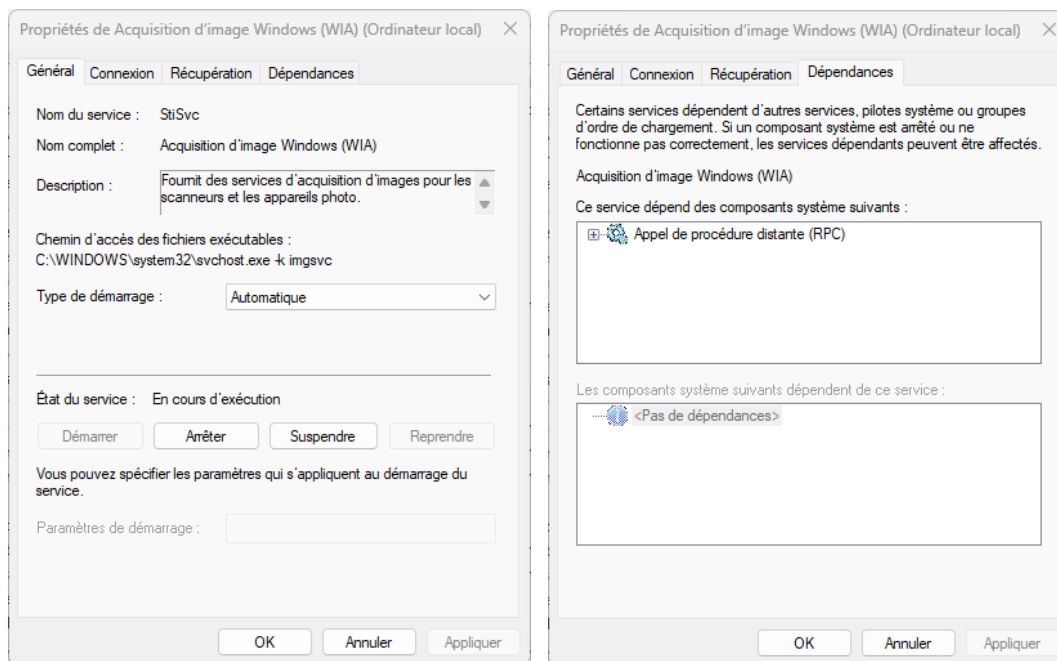 Propriétés de Acquisition d'image Windows (WIA) (Ordinateur local)
Général Connexion Récupération Dépendances
Nom du service : StiSvc
Nom complet : Acquisition d'image Windows (WIA)
Description : Fournit des services d'acquisition d'images pour les
scanneurs et les appareils photo.
Chemin d'accès des fichiers exécutables :
C:\WINDOWS\system32\svchost.exe -k imgsvc
Type de démarrage : Automatique
État du service : En cours d'exécution
Démarrer Arrêter Suspendre Reprendre
Vous pouvez spécifier les paramètres qui s'appliquent au démarrage du
service.
Paramètres de démarrage :
OK Annuler Appliquer
Propriétés de Acquisition d'image Windows (WIA) (Ordinateur local)
Général Connexion Récupération Dépendances
Certains services dépendent d'autres services, pilotes système ou groupes
d'ordre de chargement. Si un composant système est arrêté ou ne
fonctionne pas correctement, les services dépendants peuvent être affectés.
Acquisition d'image Windows (WIA)
Ce service dépend des composants système suivants :
Appel de procédure distante (RPC)
Les composants système suivants dépendent de ce service :
<Pas de dépendances>
OK Annuler Appliquer